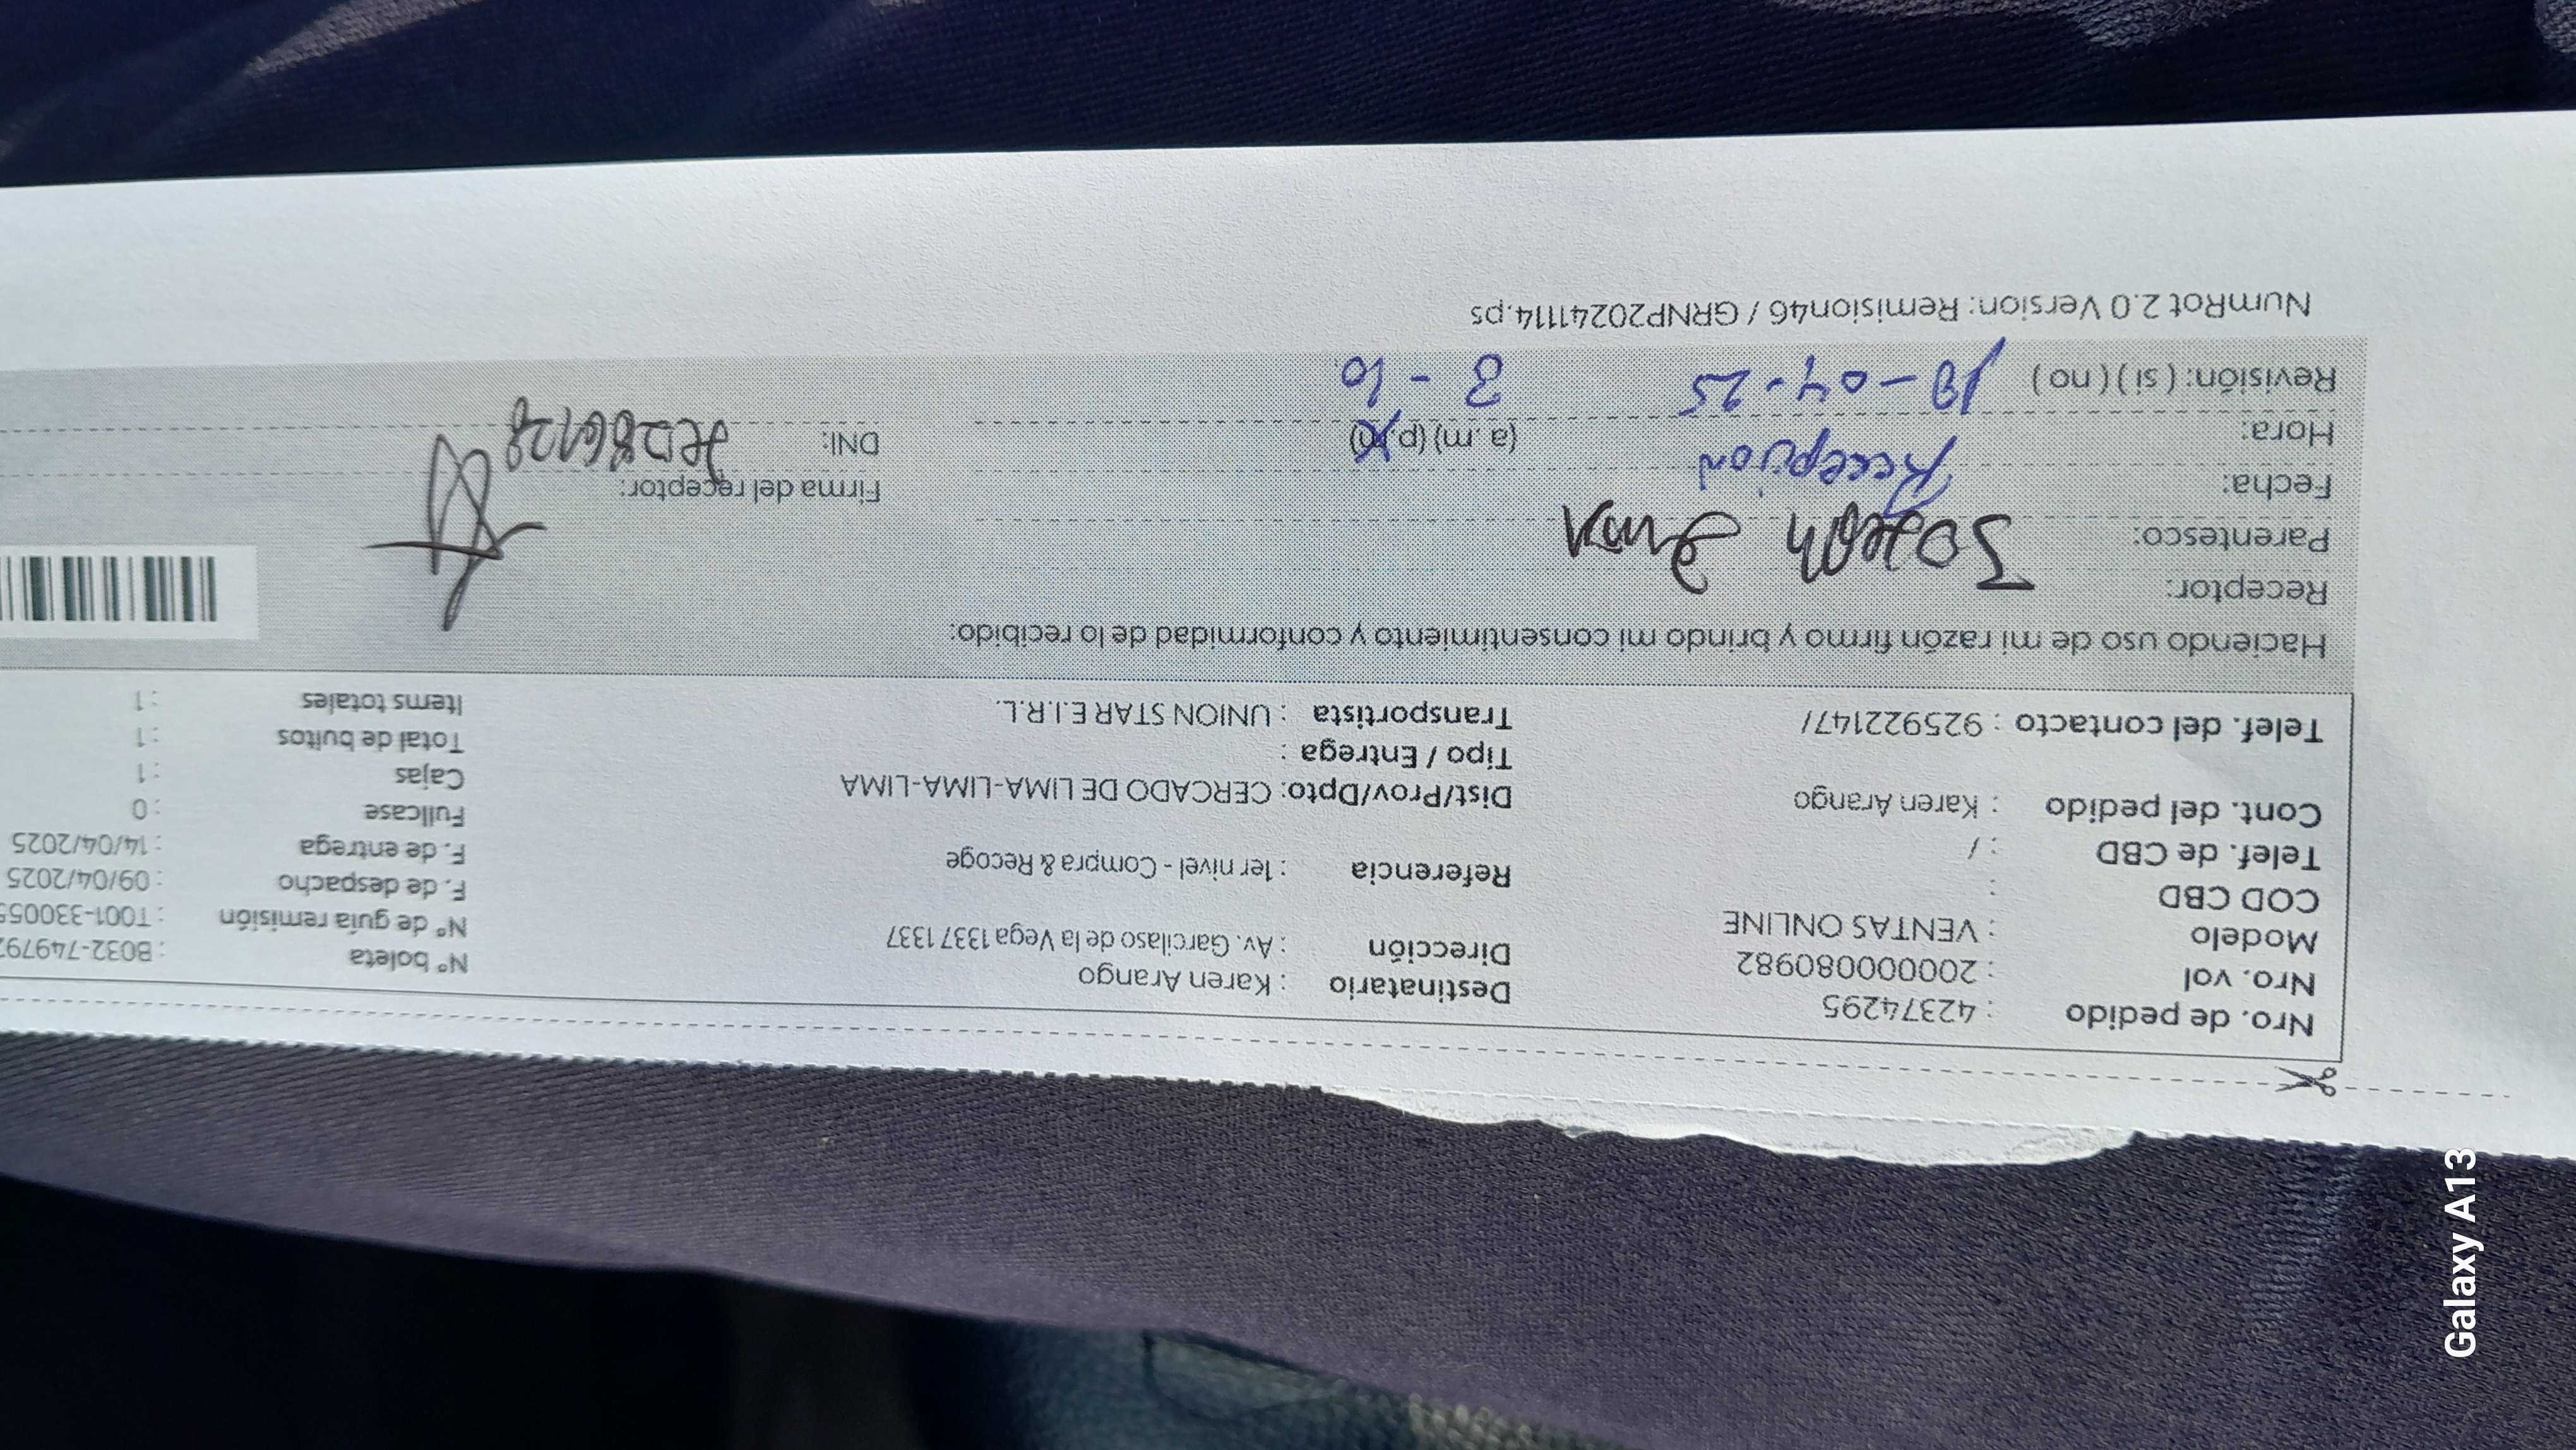 Nro. de pedido : 42374295
Nro. vol : 20000080982
Modelo : VENTAS ONLINE
COD CBD :
Telef. de CBD : /
Cont. del pedido : Karen Arango
Telef. del contacto : 925922147/
Destinatario : Karen Arango
Dirección : Av. Garcilaso de la Vega 1337 1337
Referencia : 1er nivel - Compra & Recoge
Dist/Prov/Dpto: CERCADO DE LIMA-LIMA-LIMA
Tipo / Entrega :
Transportista : UNION STAR E.I.R.L.
N° boleta : B032-74979
N° de guía remisión : T001-33005
F. de despacho : 09/04/2025
F. de entrega : 14/04/2025
Fullcase : 0
Cajas : 1
Total de bultos : 1
Items totales : 1
Haciendo uso de mi razón firmo y brindo mi consentimiento y conformidad de lo recibido:
Receptor:
Parentesco:
Fecha: Recepcion
Hora: (a.m) (p.m)
Revisión: ( si ) ( no ) 19-04-25 3-10
Firma del receptor:
DNI:
NumRot 2.0 Version: Remision46 / GRNP20241114.ps
Galaxy A13